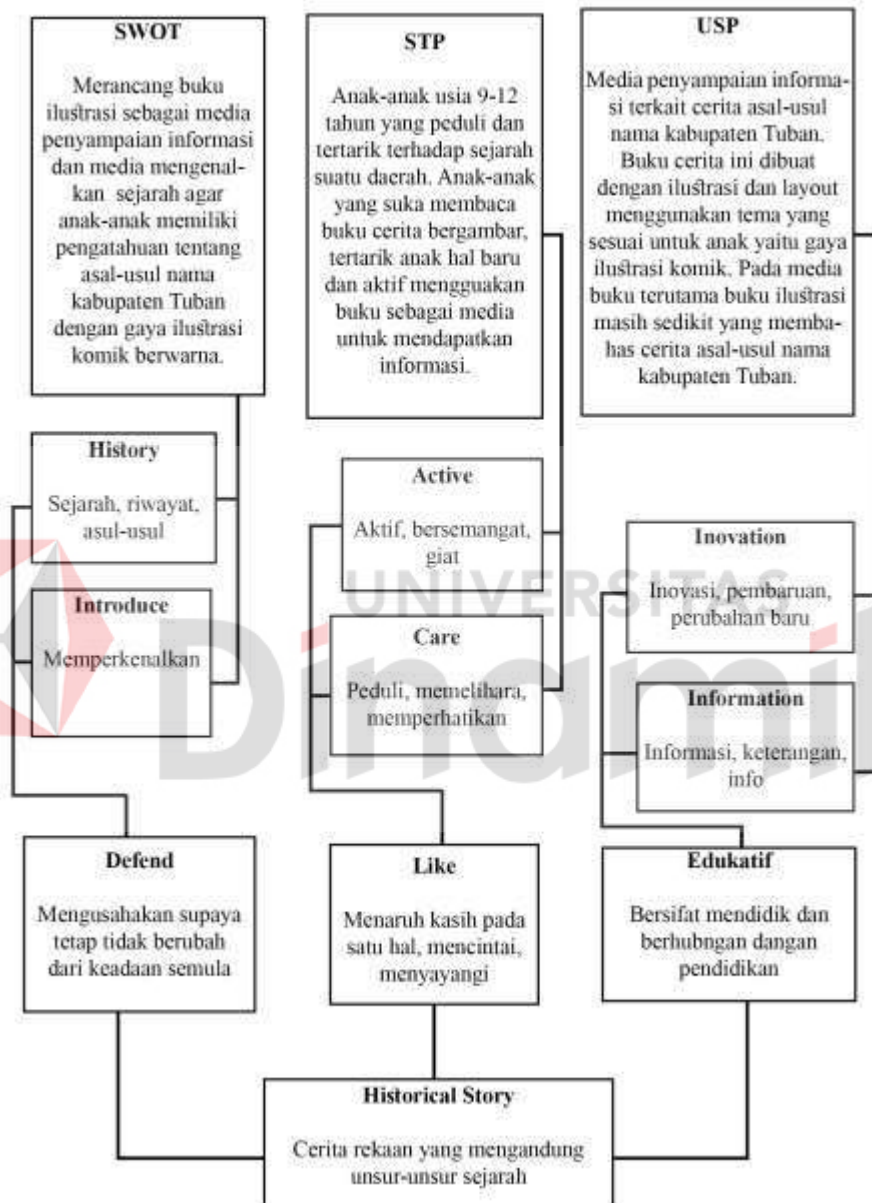 SWOT
Merancang buku
ilustrasi sebagai media
penyampaian informasi
dan media mengenal-
kan sejarah agar
anak-anak memiliki
pengatahuan tentang
asal-usul nama
kabupaten Tuban
dengan gaya ilustrasi
komik berwarna.
STP
Anak-anak usia 9-12
tahun yang peduli dan
tertarik terhadap sejarah
suatu daerah. Anak-anak
yang suka membaca
buku cerita bergambar,
tertarik anak hal baru
dan aktif mengguakan
buku sebagai media
untuk mendapatkan
informasi.
USP
Media penyampaian informa-
si terkait cerita asal-usul
nama kabupaten Tuban.
Buku cerita ini dibuat
dengan ilustrasi dan layout
menggunakan tema yang
sesuai untuk anak yaitu gaya
ilustrasi komik. Pada media
buku terutama buku ilustrasi
masih sedikit yang memba-
has cerita asal-usul nama
kabupaten Tuban.
History
Sejarah, riwayat,
asul-usul
Introduce
Memperkenalkan
Active
Aktif, bersemangat,
giat
Care
Peduli, memelihara,
memperhatikan
Inovation
Inovasi, pembaruan,
perubahan baru
Information
Informasi, keterangan,
info
UNIVERSITAS
Dinami
Defend
Mengusahakan supaya
tetap tidak berubah
dari keadaan semula
Like
Menaruh kasih pada
satu hal, mencintai,
menyayangi
Edukatif
Bersifat mendidik dan
berhubngan dangan
pendidikan
Historical Story
Cerita rekaan yang mengandung
unsur-unsur sejarah